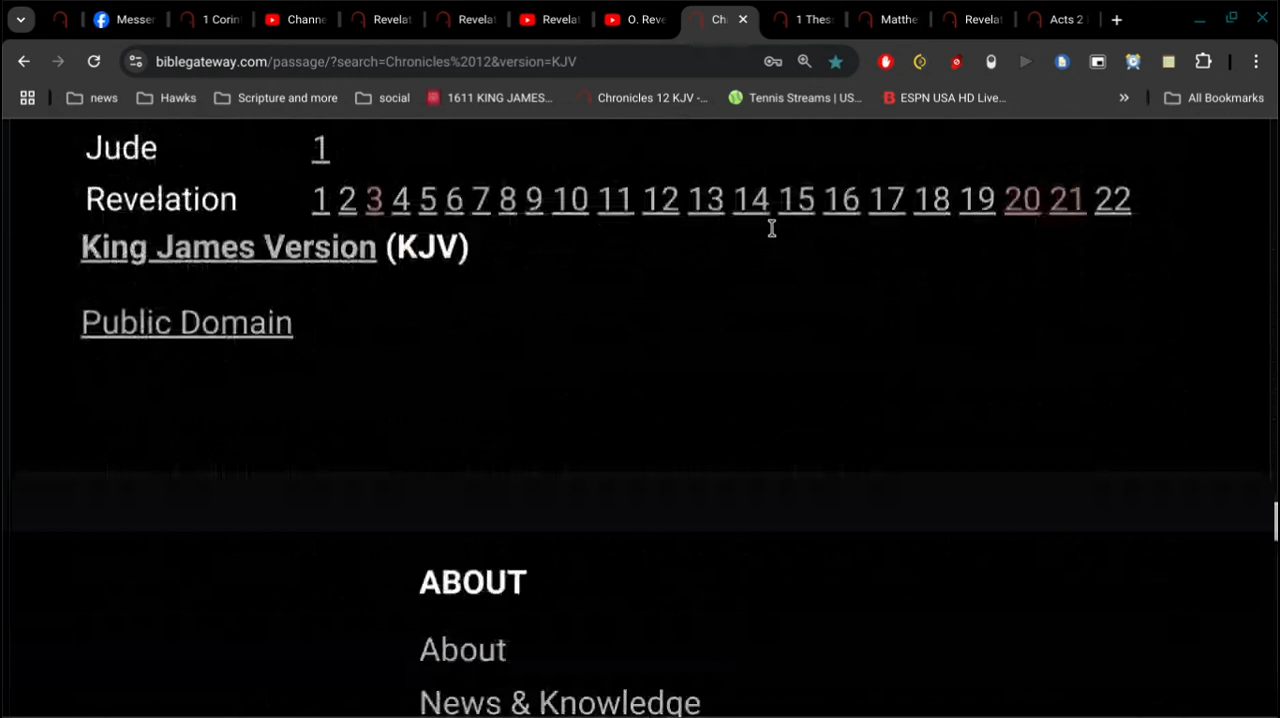 Messer 1 Corin Channe Revelat Revelat Revelat O. Reve Ch 1 Thes Matthe Revelat Acts 2
biblegateway.com/passage/?search=Chronicles%2012&version=KJV
news Hawks Scripture and more social 1611 KING JAMES... Chronicles 12 KJV -... Tennis Streams | US... ESPN USA HD Live... » All Bookmarks
Jude 1
Revelation 1 2 3 4 5 6 7 8 9 10 11 12 13 14 15 16 17 18 19 20 21 22
King James Version (KJV)
Public Domain
ABOUT
About
News & Knowledge